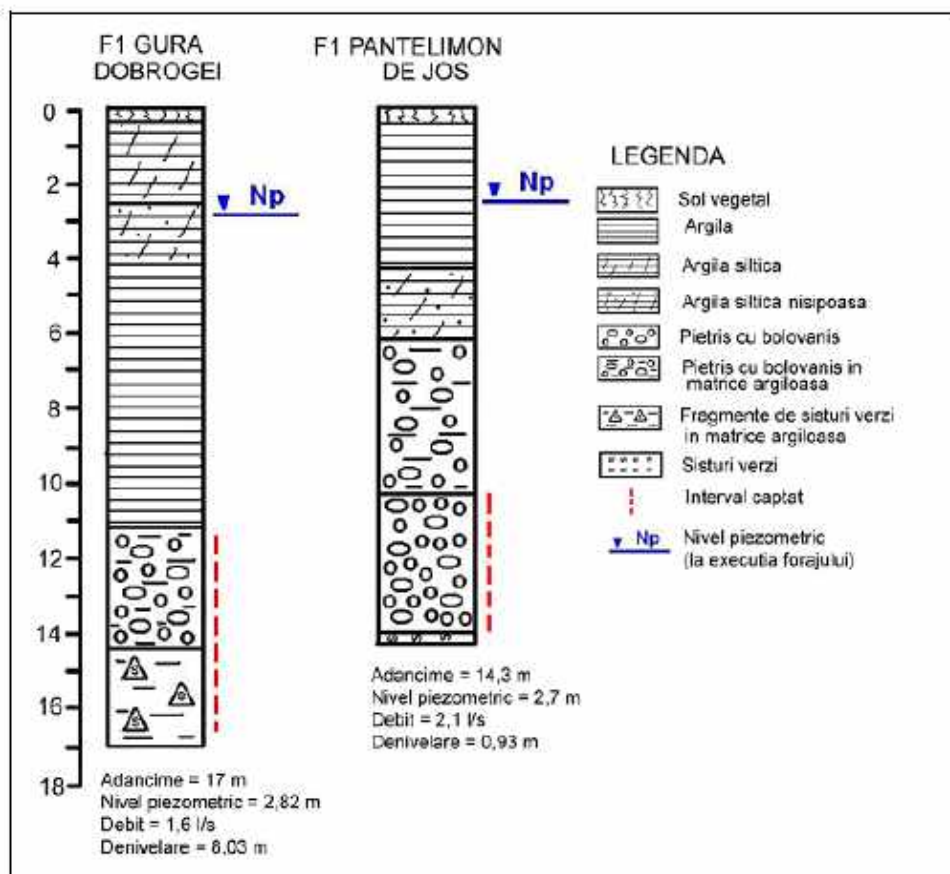 F1 GURA
DOBROGEI
F1 PANTELIMON
DE JOS
0
2
4
6
8
10
12
14
16
18
Np
Np
LEGENDA
Sol vegetal
Argila
Argila siltica
Argila siltica nisipoasa
Pietris cu bolovanis
Pietris cu bolovanis in
matrice argiloasa
Fragmente de sisturi verzi
in matrice argiloasa
Sisturi verzi
Interval captat
Np Nivel piezometric
(la executia forajului)
Adancime = 14,3 m
Nivel piezometric = 2,7 m
Debit = 2,1 l/s
Denivelare = 0,93 m
Adancime = 17 m
Nivel piezometric = 2,82 m
Debit = 1,6 l/s
Denivelare = 8,03 m